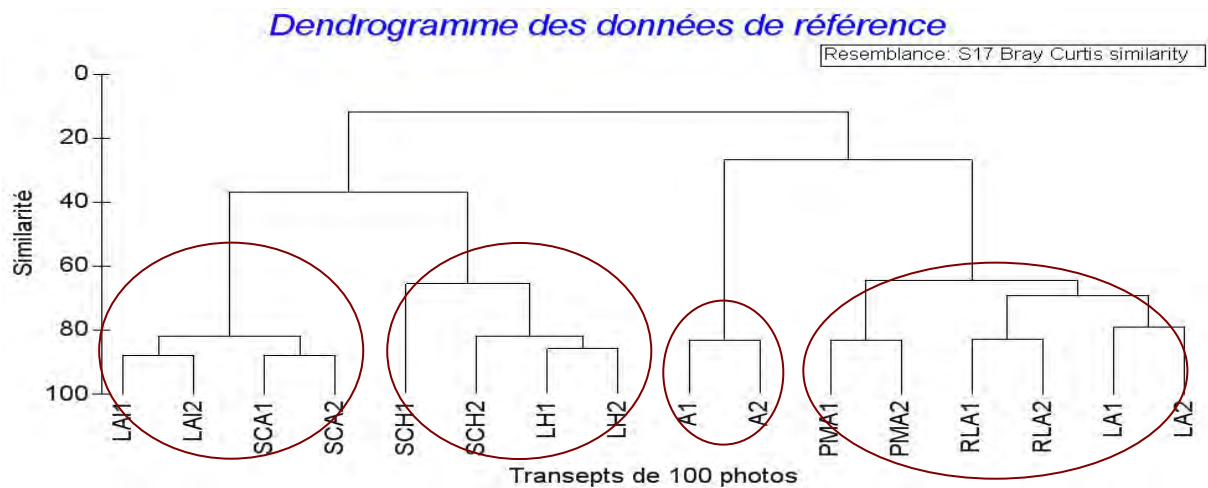 Dendrogramme des données de référence
Resemblance: S17 Bray Curtis similarity
Similarité
0
20
40
60
80
100
LAI1
LAI2
SCA1
SCA2
SCH1
SCH2
LH1
LH2
A1
A2
PMA1
PMA2
RLA1
RLA2
LA1
LA2
Transepts de 100 photos